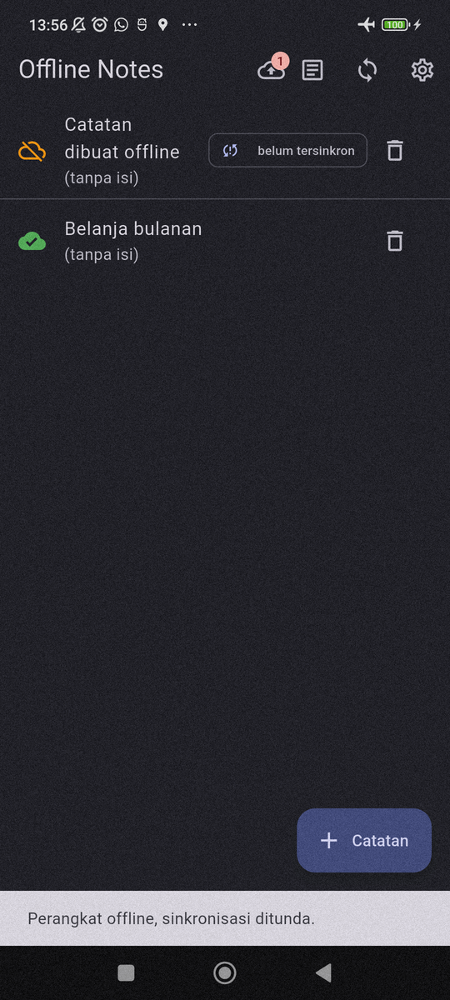 13:56
100
Offline Notes
1
Catatan
dibuat offline
(tanpa isi)
belum tersinkron
Belanja bulanan
(tanpa isi)
Catatan
Perangkat offline, sinkronisasi ditunda.